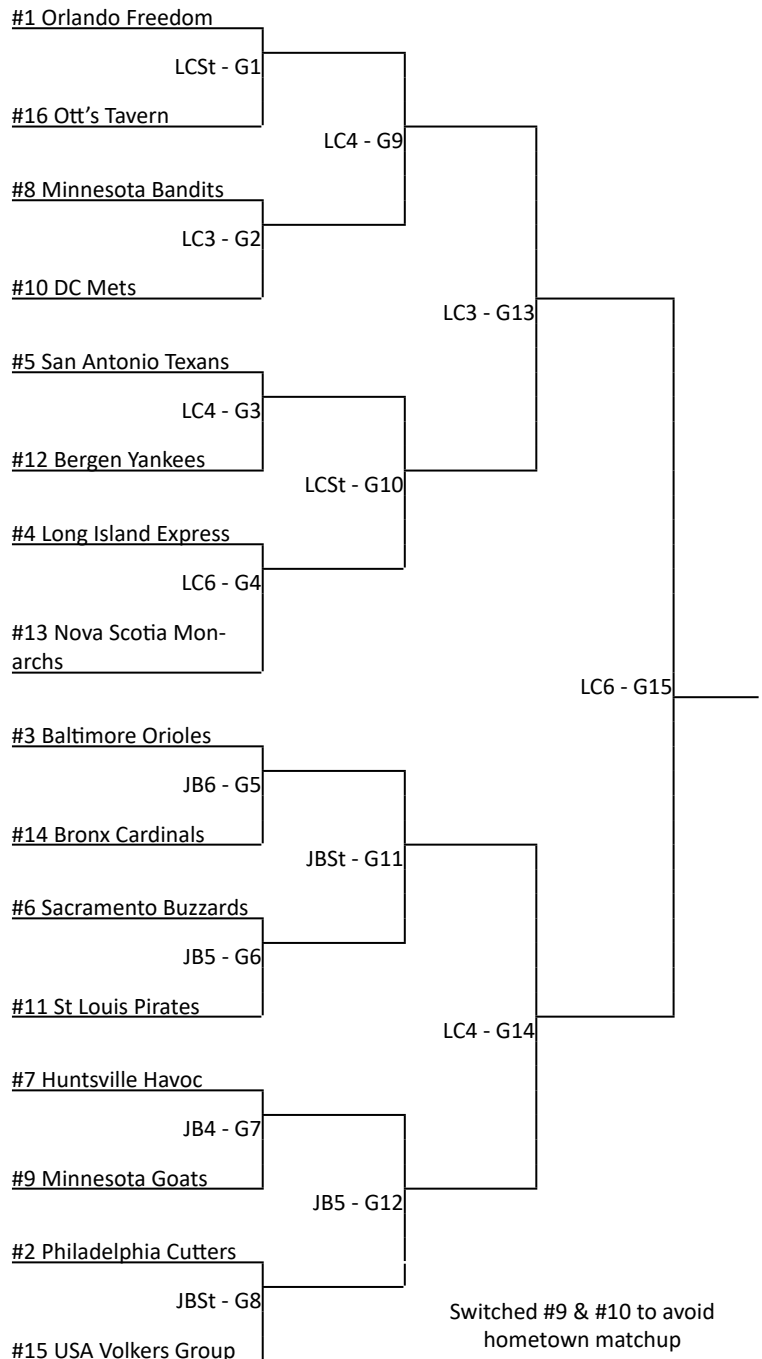 #1 Orlando Freedom
LCSt - G1
#16 Ott's Tavern
LC4 - G9
#8 Minnesota Bandits
LC3 - G2
#10 DC Mets
LC3 - G13
#5 San Antonio Texans
LC4 - G3
#12 Bergen Yankees
LCSt - G10
#4 Long Island Express
LC6 - G4
#13 Nova Scotia Mon-
archs
LC6 - G15
#3 Baltimore Orioles
JB6 - G5
#14 Bronx Cardinals
JBSt - G11
#6 Sacramento Buzzards
JB5 - G6
#11 St Louis Pirates
LC4 - G14
#7 Huntsville Havoc
JB4 - G7
#9 Minnesota Goats
JB5 - G12
#2 Philadelphia Cutters
JBSt - G8
#15 USA Volkers Group
Switched #9 & #10 to avoid
hometown matchup